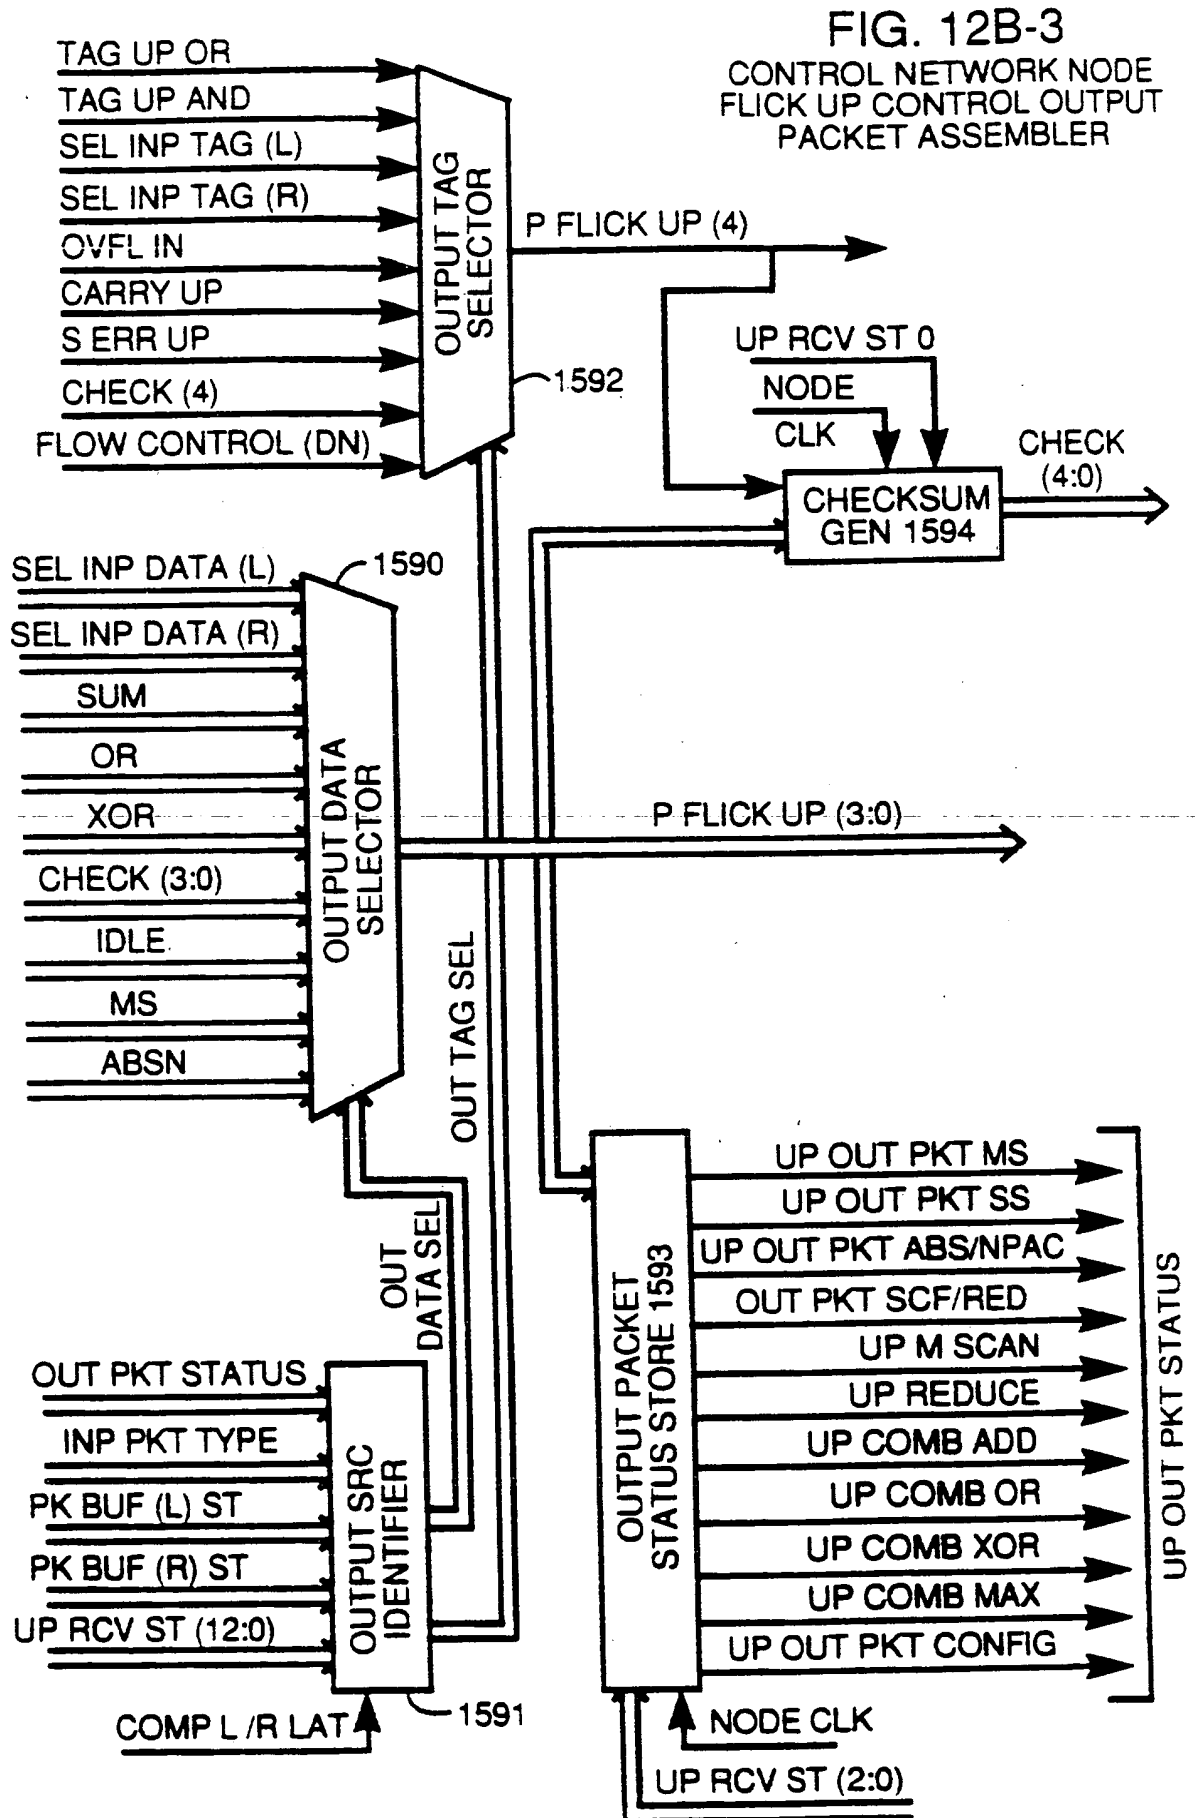 FIG. 12B-3
CONTROL NETWORK NODE
FLICK UP CONTROL OUTPUT
PACKET ASSEMBLER
TAG UP OR
TAG UP AND
SEL INP TAG (L)
SEL INP TAG (R)
OVFL IN
CARRY UP
S ERR UP
CHECK (4)
FLOW CONTROL (DN)
OUTPUT TAG
SELECTOR
1592
P FLICK UP (4)
UP RCV ST 0
NODE
CLK
CHECKSUM
GEN 1594
CHECK
(4:0)
SEL INP DATA (L)
SEL INP DATA (R)
SUM
OR
XOR
CHECK (3:0)
IDLE
MS
ABSN
1590
OUTPUT DATA
SELECTOR
P FLICK UP (3:0)
OUT TAG SEL
OUT
DATA SEL
OUT PKT STATUS
INP PKT TYPE
PK BUF (L) ST
PK BUF (R) ST
UP RCV ST (12:0)
OUTPUT SRC
IDENTIFIER
1591
COMP L /R LAT
OUTPUT PACKET
STATUS STORE 1593
UP OUT PKT MS
UP OUT PKT SS
UP OUT PKT ABS/NPAC
OUT PKT SCF/RED
UP M SCAN
UP REDUCE
UP COMB ADD
UP COMB OR
UP COMB XOR
UP COMB MAX
UP OUT PKT CONFIG
UP OUT PKT STATUS
NODE CLK
UP RCV ST (2:0)